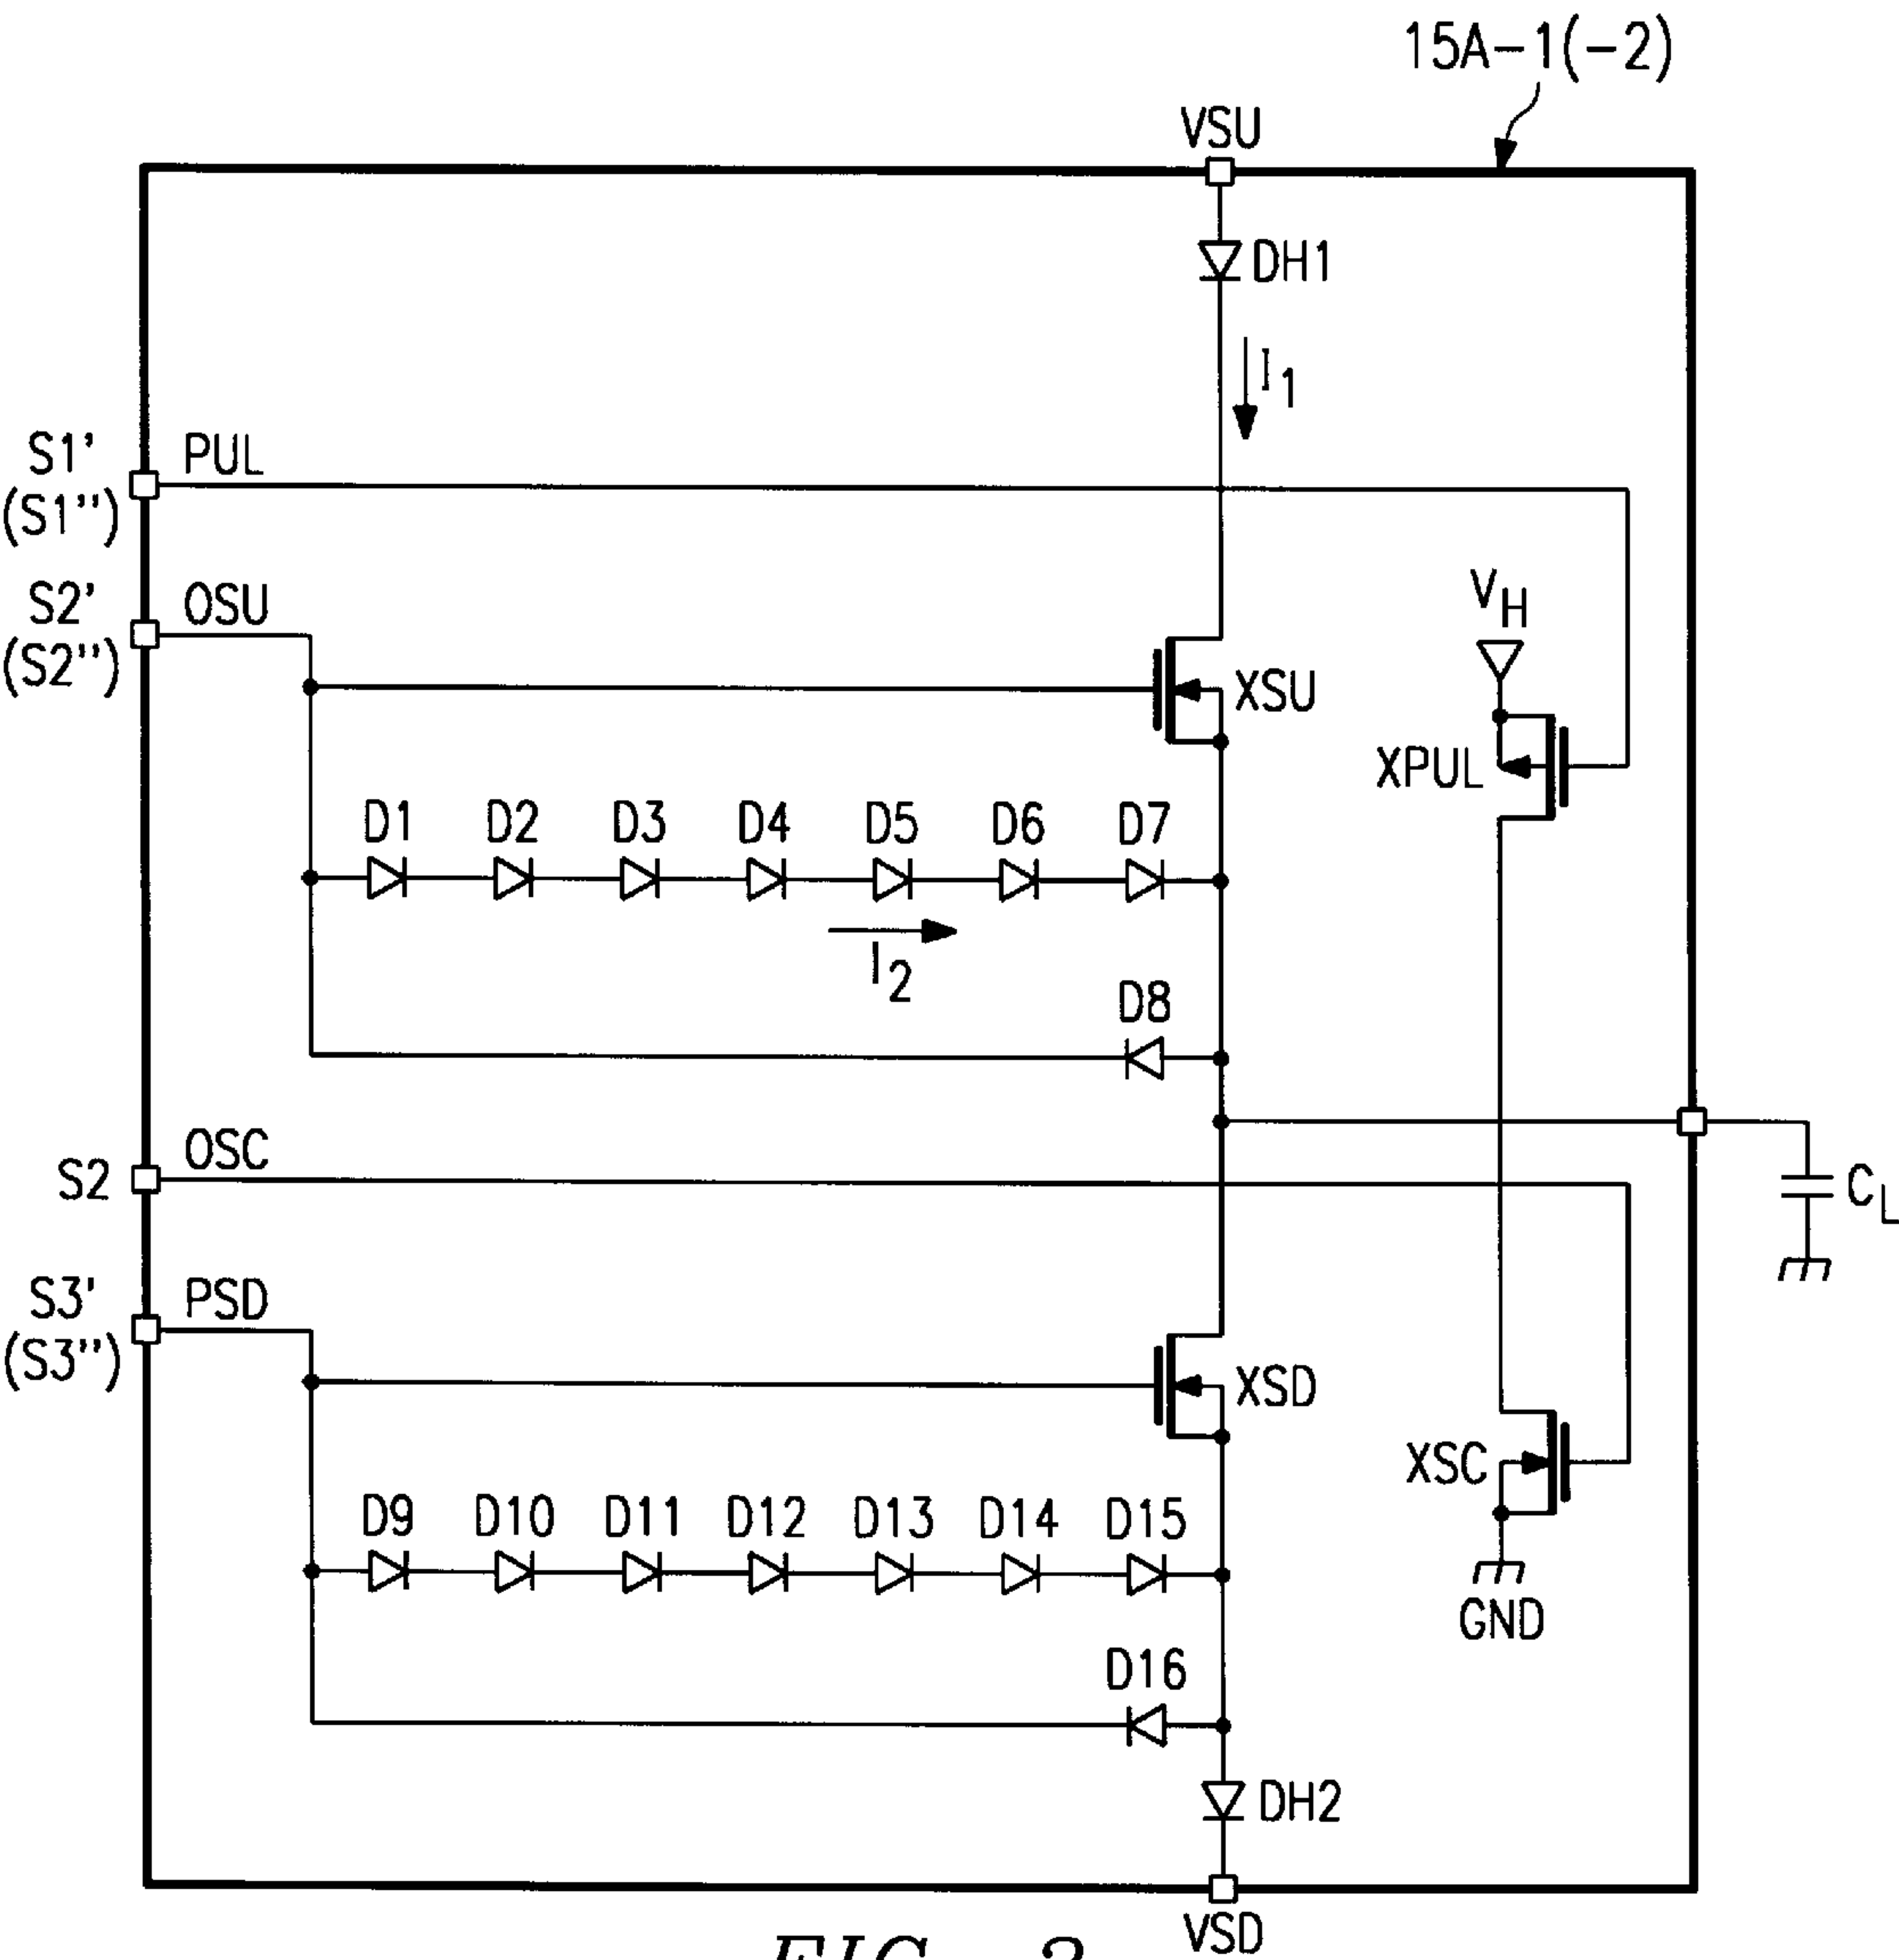 15A-1(-2)
VSU
DH1
I1
S1'
(S1")
PUL
S2'
(S2")
OSU
VH
XSU
XPUL
D1 D2 D3 D4 D5 D6 D7
I2
D8
OSC
S2
CL
S3'
(S3")
PSD
XSD
XSC
D9 D10 D11 D12 D13 D14 D15
GND
D16
DH2
VSD